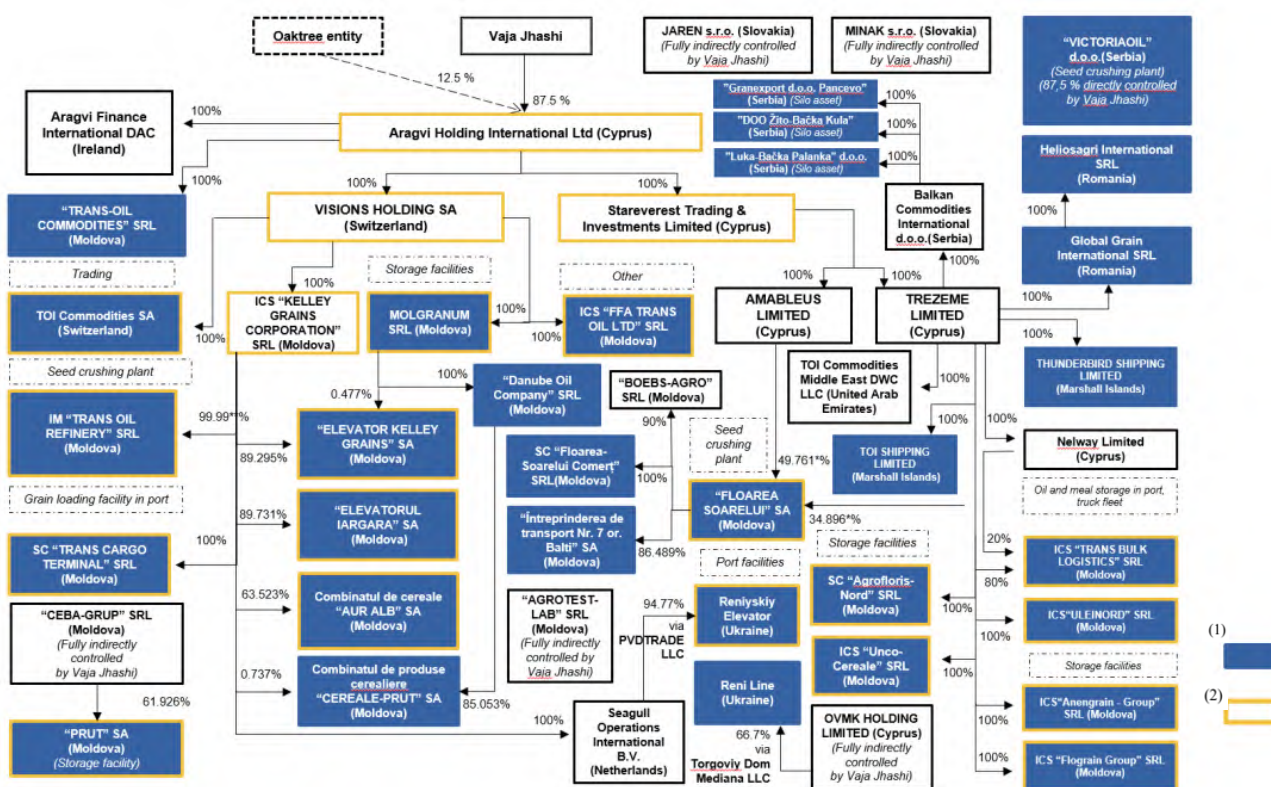 Oaktree entity
Vaja Jhashi
JAREN s.r.o. (Slovakia)
(Fully indirectly controlled
by Vaja Jhashi)
MINAK s.r.o. (Slovakia)
(Fully indirectly controlled
by Vaja Jhashi)
"VICTORIAOIL"
d.o.o.(Serbia)
(Seed crushing plant)
(87,5 % directly controlled
by Vaja Jhashi)
12.5 %
87.5 %
Aragvi Finance
International DAC
(Ireland)
100%
Aragvi Holding International Ltd (Cyprus)
"Granexport d.o.o. Pancevo"
(Serbia) (Silo asset)
100%
"DOO Žito-Bačka Kula"
(Serbia) (Silo asset)
100%
"Luka-Bačka Palanka" d.o.o.
(Serbia) (Silo asset)
100%
Heliosagri International
SRL
(Romania)
100%
"TRANS-OIL
COMMODITIES" SRL
(Moldova)
100%
VISIONS HOLDING SA
(Switzerland)
100%
Stareverest Trading &
Investments Limited (Cyprus)
Balkan
Commodities
International
d.o.o.(Serbia)
100%
Global Grain
International SRL
(Romania)
Trading
TOI Commodities SA
(Switzerland)
100%
100%
ICS "KELLEY
GRAINS CORPORATION"
SRL (Moldova)
Storage facilities
MOLGRANUM
SRL (Moldova)
100%
Other
ICS "FFA TRANS
OIL LTD" SRL
(Moldova)
100%
100%
AMABLEUS
LIMITED
(Cyprus)
100%
TREZEME
LIMITED
(Cyprus)
100%
100%
100%
THUNDERBIRD SHIPPING
LIMITED
(Marshall Islands)
Seed crushing plant
IM "TRANS OIL
REFINERY" SRL
(Moldova)
99.99**%
0.477%
100%
"Danube Oil
Company" SRL
(Moldova)
"BOEBS-AGRO"
SRL (Moldova)
90%
TOI Commodities
Middle East DWC
LLC (United Arab
Emirates)
100%
100%
100%
Nelway Limited
(Cyprus)
89.295%
"ELEVATOR KELLEY
GRAINS" SA
(Moldova)
SC "Floarea-
Soarelui Comerț"
SRL(Moldova)
100%
Seed
crushing
plant
49.761*%
TOI SHIPPING
LIMITED
(Marshall Islands)
Oil and meal storage in port,
truck fleet
Grain loading facility in port
SC "TRANS CARGO
TERMINAL" SRL
(Moldova)
100%
89.731%
"ELEVATORUL
IARGARA" SA
(Moldova)
"Întreprinderea de
transport Nr. 7 or.
Balti" SA
(Moldova)
86.489%
"FLOAREA
SOARELUI" SA
(Moldova)
34.896*%
Storage facilities
20%
ICS "TRANS BULK
LOGISTICS" SRL
(Moldova)
80%
"CEBA-GRUP" SRL
(Moldova)
(Fully indirectly
controlled
by Vaja Jhashi)
63.523%
Combinatul de cereale
"AUR ALB" SA
(Moldova)
"AGROTEST-
LAB" SRL
(Moldova)
(Fully indirectly
controlled by
Vaja Jhashi)
94.77%
via
PVDTRADE
LLC
Port facilities
Reniyskiy
Elevator
(Ukraine)
SC "Agrofloris-
Nord" SRL
(Moldova)
100%
ICS"ULEINORD" SRL
(Moldova)
100%
0.737%
Combinatul de produse
cerealiere
"CEREALE-PRUT" SA
(Moldova)
85.053%
Reni Line
(Ukraine)
ICS "Unco-
Cereale" SRL
(Moldova)
100%
Storage facilities
ICS"Anengrain - Group"
SRL (Moldova)
100%
61.926%
"PRUT" SA
(Moldova)
(Storage facility)
100%
Seagull
Operations
International
B.V.
(Netherlands)
66.7%
via
Torgoviy Dom
Mediana LLC
OVMK HOLDING
LIMITED (Cyprus)
(Fully indirectly
controlled
by Vaja Jhashi)
100%
ICS "Flograin Group" SRL
(Moldova)
(1)
(2)